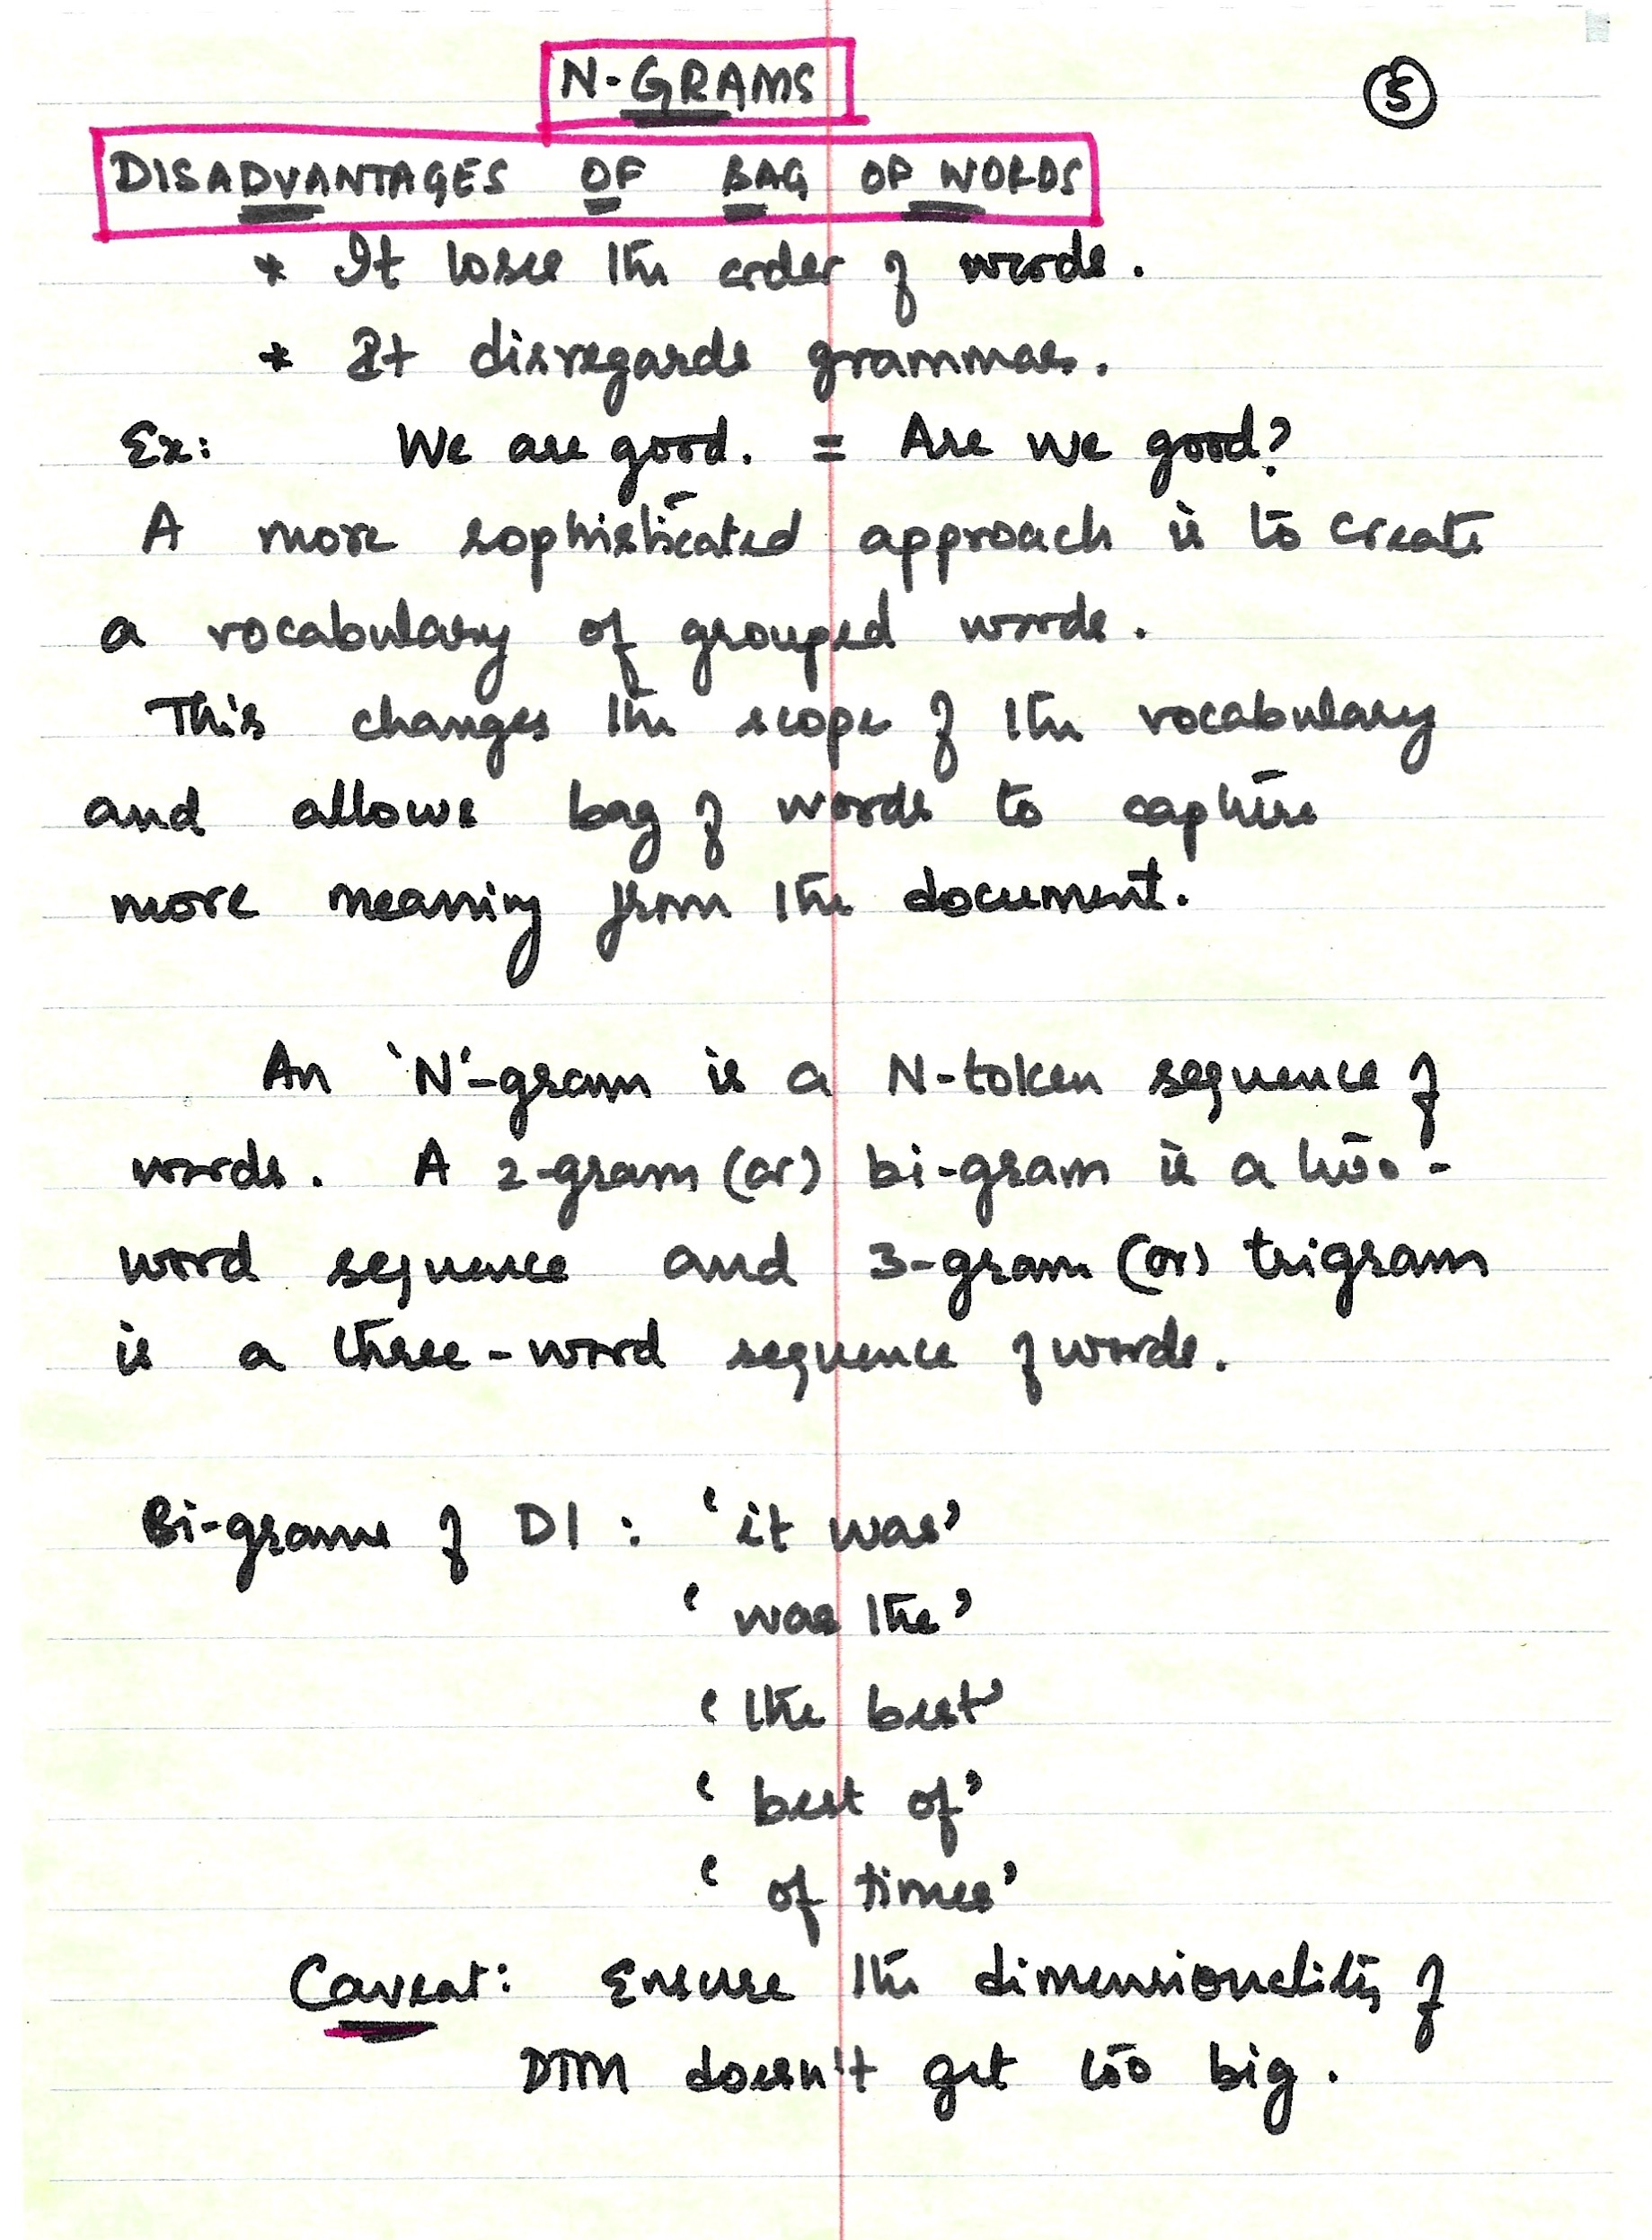 N-GRAMS
5
DISADVANTAGES OF BAG OF WORDS
* It loses the order of words.
* It disregards grammar.
Ex: We are good. = Are we good?
A more sophisticated approach is to create
a vocabulary of grouped words.
This changes the scope of the vocabulary
and allows bag of words to capture
more meaning from the document.
An 'N'-gram is a N-token sequence of
words. A 2-gram (or) bi-gram is a two-
word sequence and 3-gram (or) trigram
is a three-word sequence of words.
Bi-grams of D1 : 'it was'
'was the'
'the best'
'best of'
'of times'
Caveat: Ensure the dimensionality of
DTM doesn't get too big.